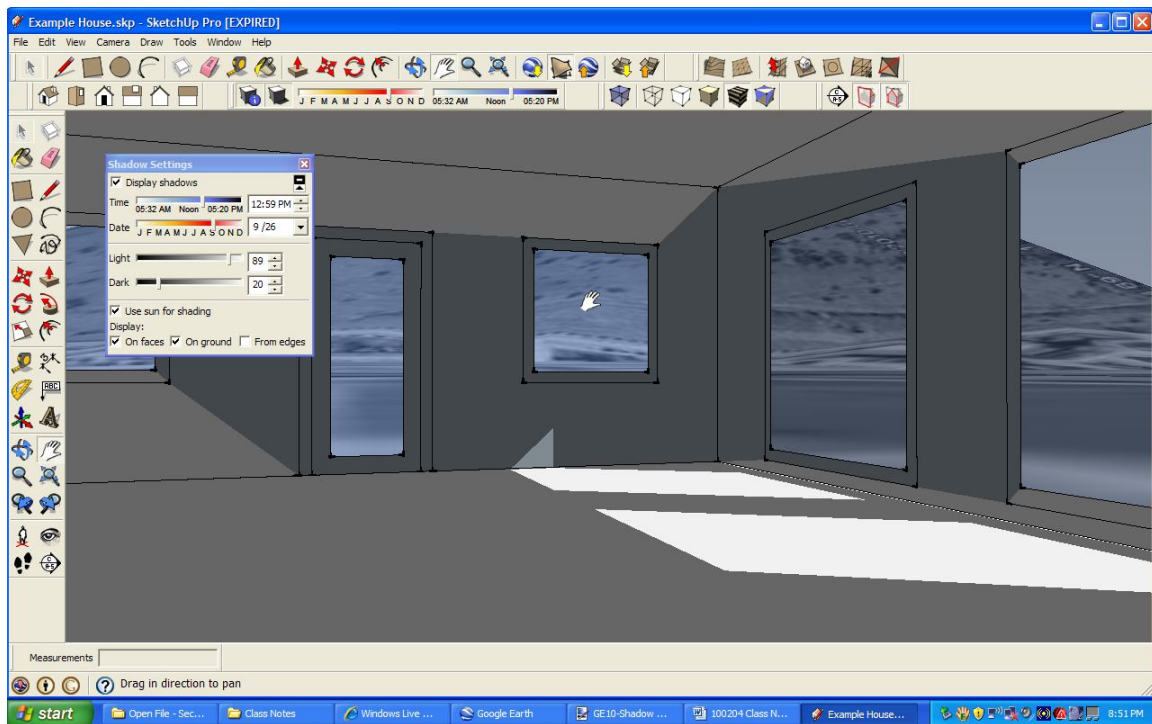 Example House.skp - SketchUp Pro [EXPIRED]
File Edit View Camera Draw Tools Window Help
J F M A M J J A S O N D 05:32 AM Noon 05:20 PM
Shadow Settings
Display shadows
Time 05:32 AM Noon 05:20 PM 12:59 PM
Date J F M A M J J A S O N D 9 /26
Light 89
Dark 20
Use sun for shading
Display:
On faces On ground From edges
ABC
Measurements
Drag in direction to pan
start Open File - Sec... Class Notes Windows Live ... Google Earth GE10-Shadow ... 100204 Class N... Example House... 8:51 PM